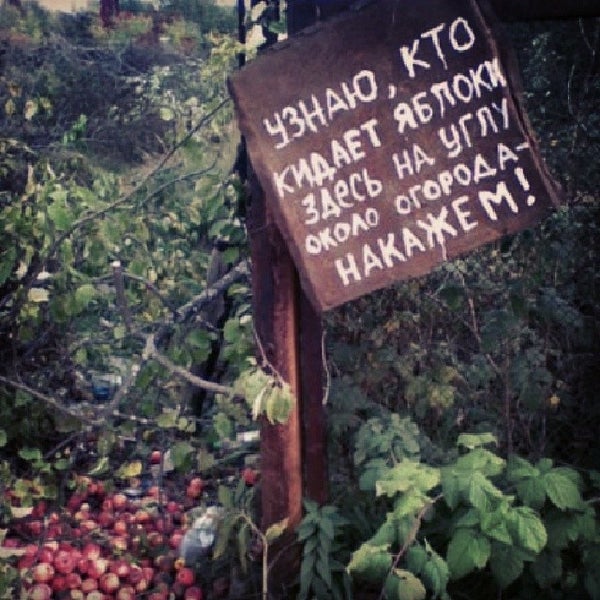 УЗНАЮ, КТО
КИДАЕТ ЯБЛОКИ
ЗДЕСЬ НА УГЛУ
ОКОЛО ОГОРОДА-
НАКАЖЕМ!